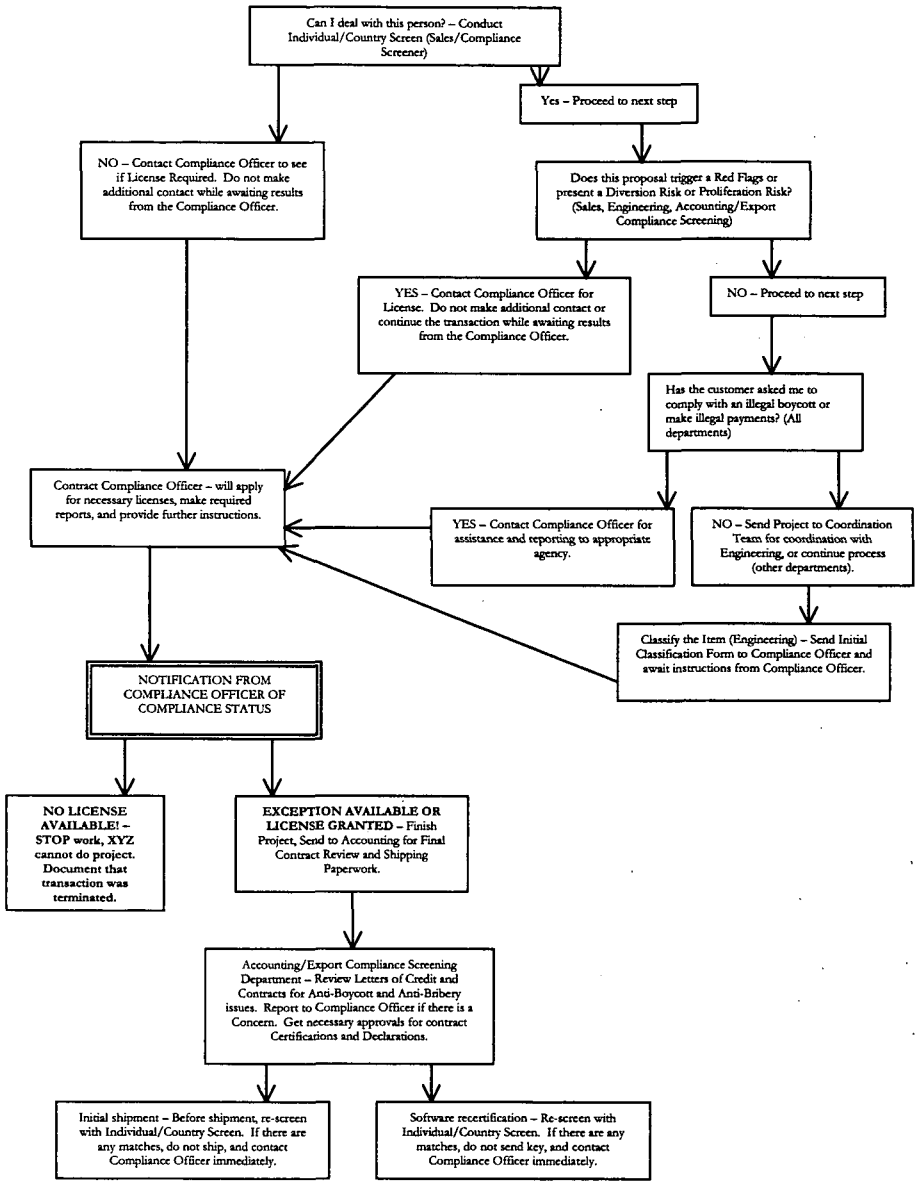 Can I deal with this person? – Conduct
Individual/Country Screen (Sales/Compliance
Screener)
Yes – Proceed to next step
NO – Contact Compliance Officer to see
if License Required. Do not make
additional contact while awaiting results
from the Compliance Officer.
Does this proposal trigger a Red Flags or
present a Diversion Risk or Proliferation Risk?
(Sales, Engineering, Accounting/Export
Compliance Screening)
YES – Contact Compliance Officer for
License. Do not make additional contact or
continue the transaction while awaiting results
from the Compliance Officer.
NO – Proceed to next step
Has the customer asked me to
comply with an illegal boycott or
make illegal payments? (All
departments)
Contract Compliance Officer – will apply
for necessary licenses, make required
reports, and provide further instructions.
YES – Contact Compliance Officer for
assistance and reporting to appropriate
agency.
NO – Send Project to Coordination
Team for coordination with
Engineering, or continue process
(other departments).
Classify the Item (Engineering) – Send Initial
Classification Form to Compliance Officer and
await instructions from Compliance Officer.
NOTIFICATION FROM
COMPLIANCE OFFICER OF
COMPLIANCE STATUS
NO LICENSE
AVAILABLE! –
STOP work, XYZ
cannot do project.
Document that
transaction was
terminated.
EXCEPTION AVAILABLE OR
LICENSE GRANTED – Finish
Project, Send to Accounting for Final
Contract Review and Shipping
Paperwork.
Accounting/Export Compliance Screening
Department – Review Letters of Credit and
Contracts for Anti-Boycott and Anti-Bribery
issues. Report to Compliance Officer if there is a
Concern. Get necessary approvals for contract
Certifications and Declarations.
Initial shipment – Before shipment, re-screen
with Individual/Country Screen. If there are
any matches, do not ship, and contact
Compliance Officer immediately.
Software recertification – Re-screen with
Individual/Country Screen. If there are any
matches, do not send key, and contact
Compliance Officer immediately.